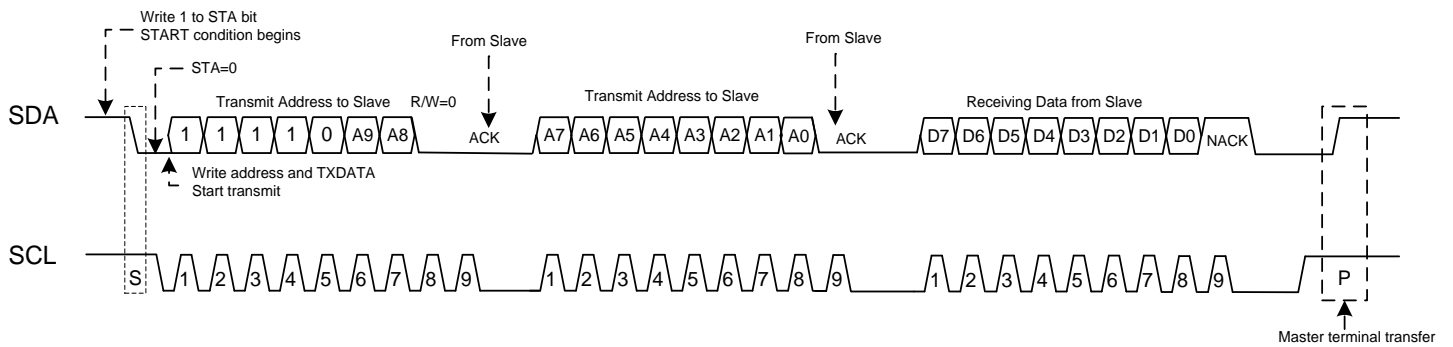 Write 1 to STA bit
START condition begins
STA=0
From Slave
From Slave
Transmit Address to Slave
R/W=0
Transmit Address to Slave
Receiving Data from Slave
SDA
1 1 1 1 0 A9 A8 ACK A7 A6 A5 A4 A3 A2 A1 A0 ACK D7 D6 D5 D4 D3 D2 D1 D0 NACK
Write address and TXDATA
Start transmit
SCL
S 1 2 3 4 5 6 7 8 9 1 2 3 4 5 6 7 8 9 1 2 3 4 5 6 7 8 9 P
Master terminal transfer